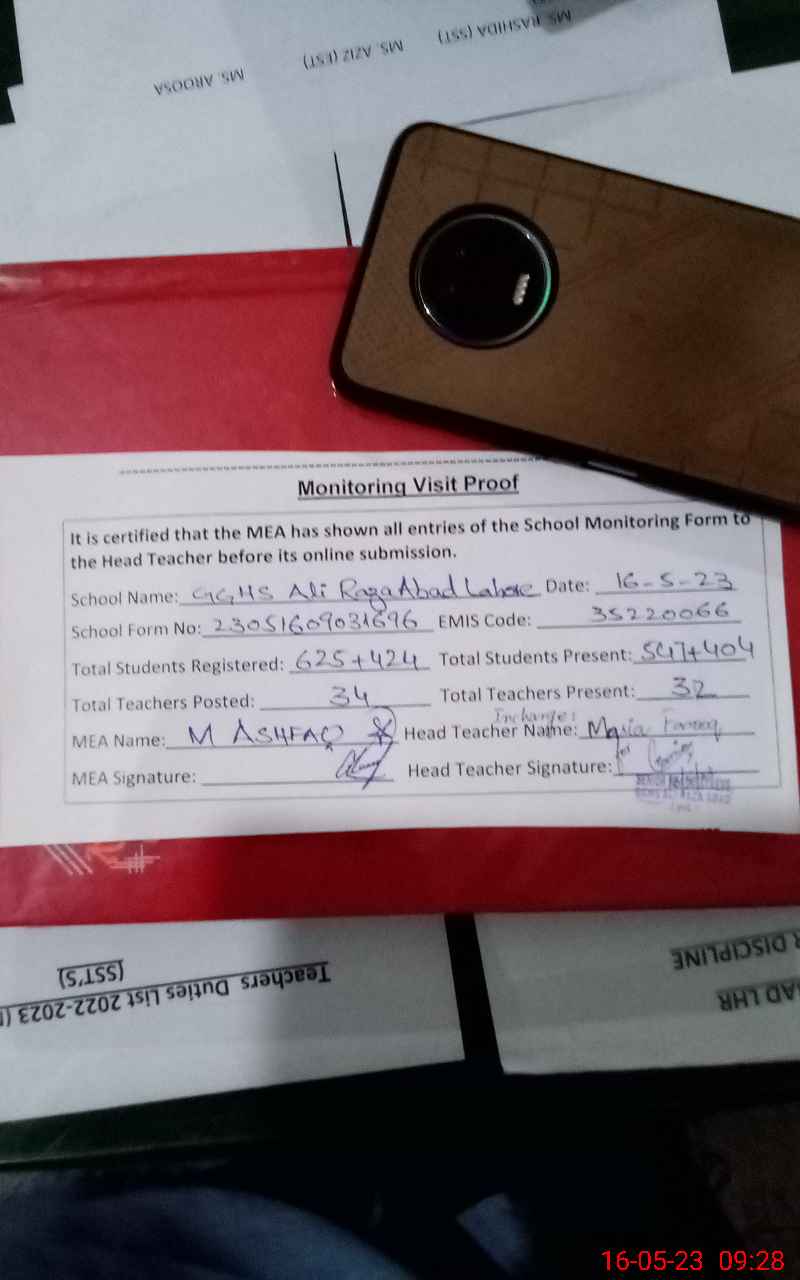 MS. RASHIDA (SST)
MS. AZIZ (EST)
MS. AROOSA
Monitoring Visit Proof
It is certified that the MEA has shown all entries of the School Monitoring Form to
the Head Teacher before its online submission.
School Name: GGHS Ali Raza Abad Lahore Date: 16-5-23
School Form No: 23051609031696 EMIS Code: 35220066
Total Students Registered: 625+424 Total Students Present: 547+404
Total Teachers Posted: 34 Total Teachers Present: 32
Incharge:
MEA Name: M ASHFAQ Head Teacher Name: Farooq
MEA Signature: Head Teacher Signature:
Teachers Duties List 2022-2023
(SST'S)
DISCIPLINE
AD LHR
16-05-23 09:28